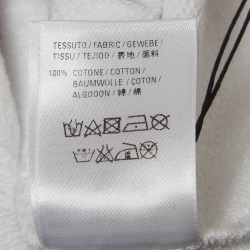 TESSUTO / FABRIC / GEWEBE /
TISSU / TEJIDO / 表地 / 面料
100% COTONE / COTTON /
BAUMWOLLE / COTON /
ALGODON / 綿 / 棉